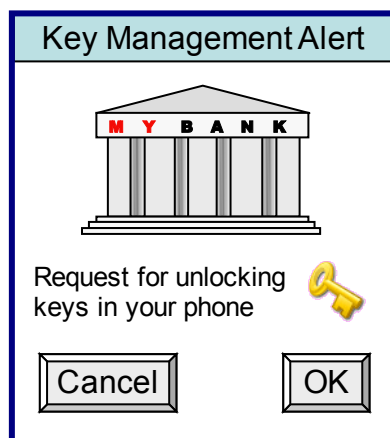 Key Management Alert
MY BANK
Request for unlocking
keys in your phone
Cancel OK